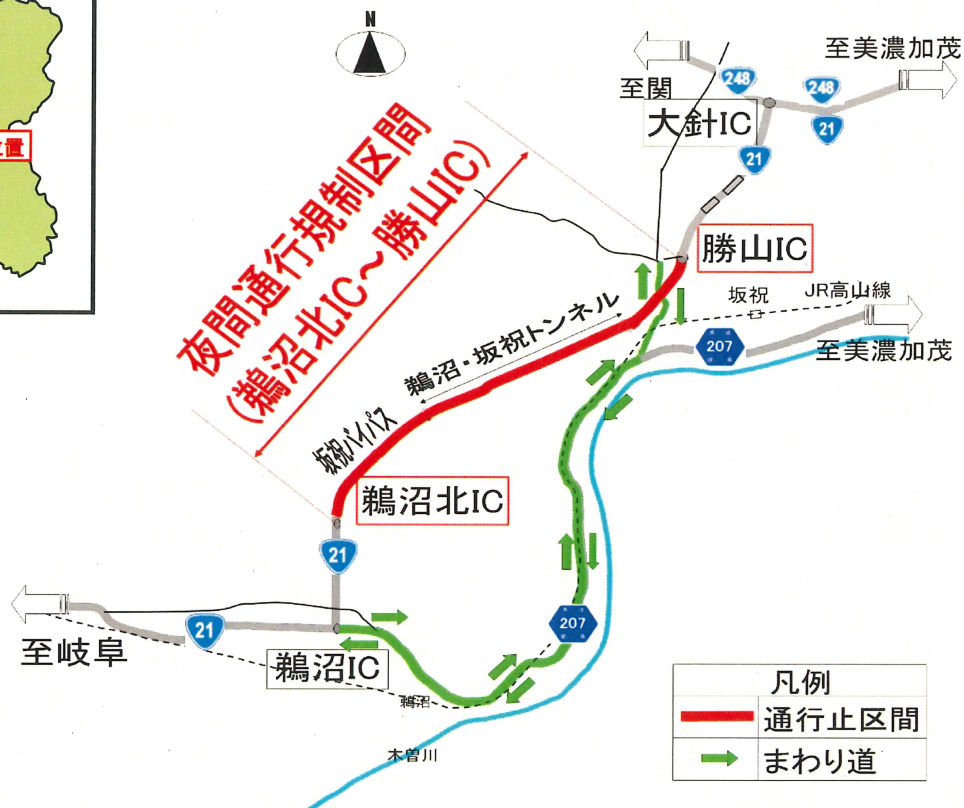 N
至美濃加茂
248
248
至関
大針IC
21
21
置
夜間通行規制区間
(鵜沼北IC～勝山IC)
勝山IC
坂祝
JR高山線
207
至美濃加茂
鵜沼・坂祝トンネル
坂祝バイパス
鵜沼北IC
21
207
21
至岐阜
鵜沼IC
鵜沼
木曽川
凡例
通行止区間
まわり道